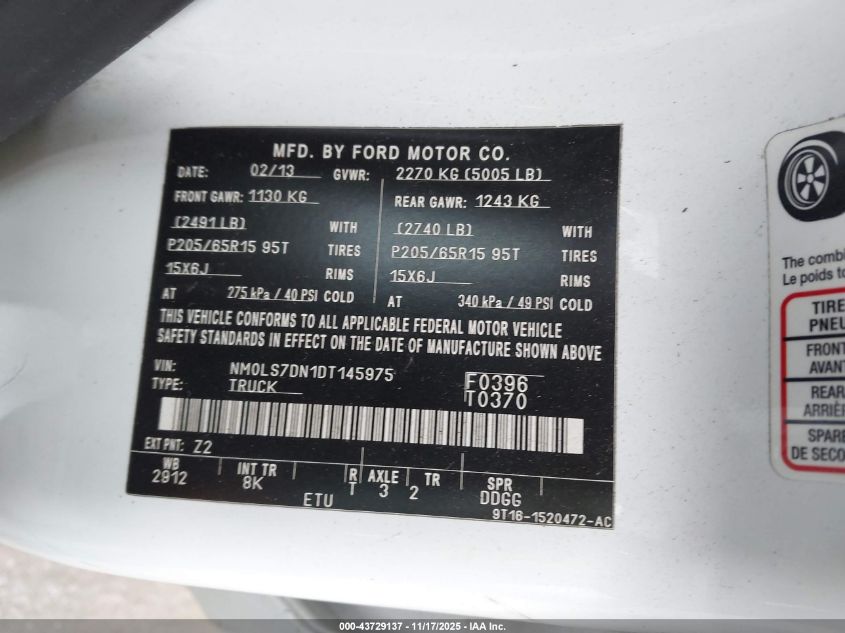 MFD. BY FORD MOTOR CO.
DATE: 02/13 GVWR: 2270 KG (5005 LB)
FRONT GAWR: 1130 KG REAR GAWR: 1243 KG
(2491 LB) WITH (2740 LB) WITH
P205/65R15 95T TIRES P205/65R15 95T TIRES
15X6J RIMS 15X6J RIMS
AT 275 kPa / 40 PSI COLD AT 340 kPa / 49 PSI COLD
THIS VEHICLE CONFORMS TO ALL APPLICABLE FEDERAL MOTOR VEHICLE
SAFETY STANDARDS IN EFFECT ON THE DATE OF MANUFACTURE SHOWN ABOVE
VIN: NM0LS7DN1DT145975 F0396
TYPE: TRUCK T0370
EXT PNT: Z2
WB INT TR RT AXLE TR SPR
2912 8K 3 2 DDGG
ETU
9T16-1520472-AC
The combi
Le poids to
TIRE
PNEU
FRONT
AVANT
REAR
ARRIÈR
SPARE
DE SECO
000-43729137 - 11/17/2025 - IAA Inc.